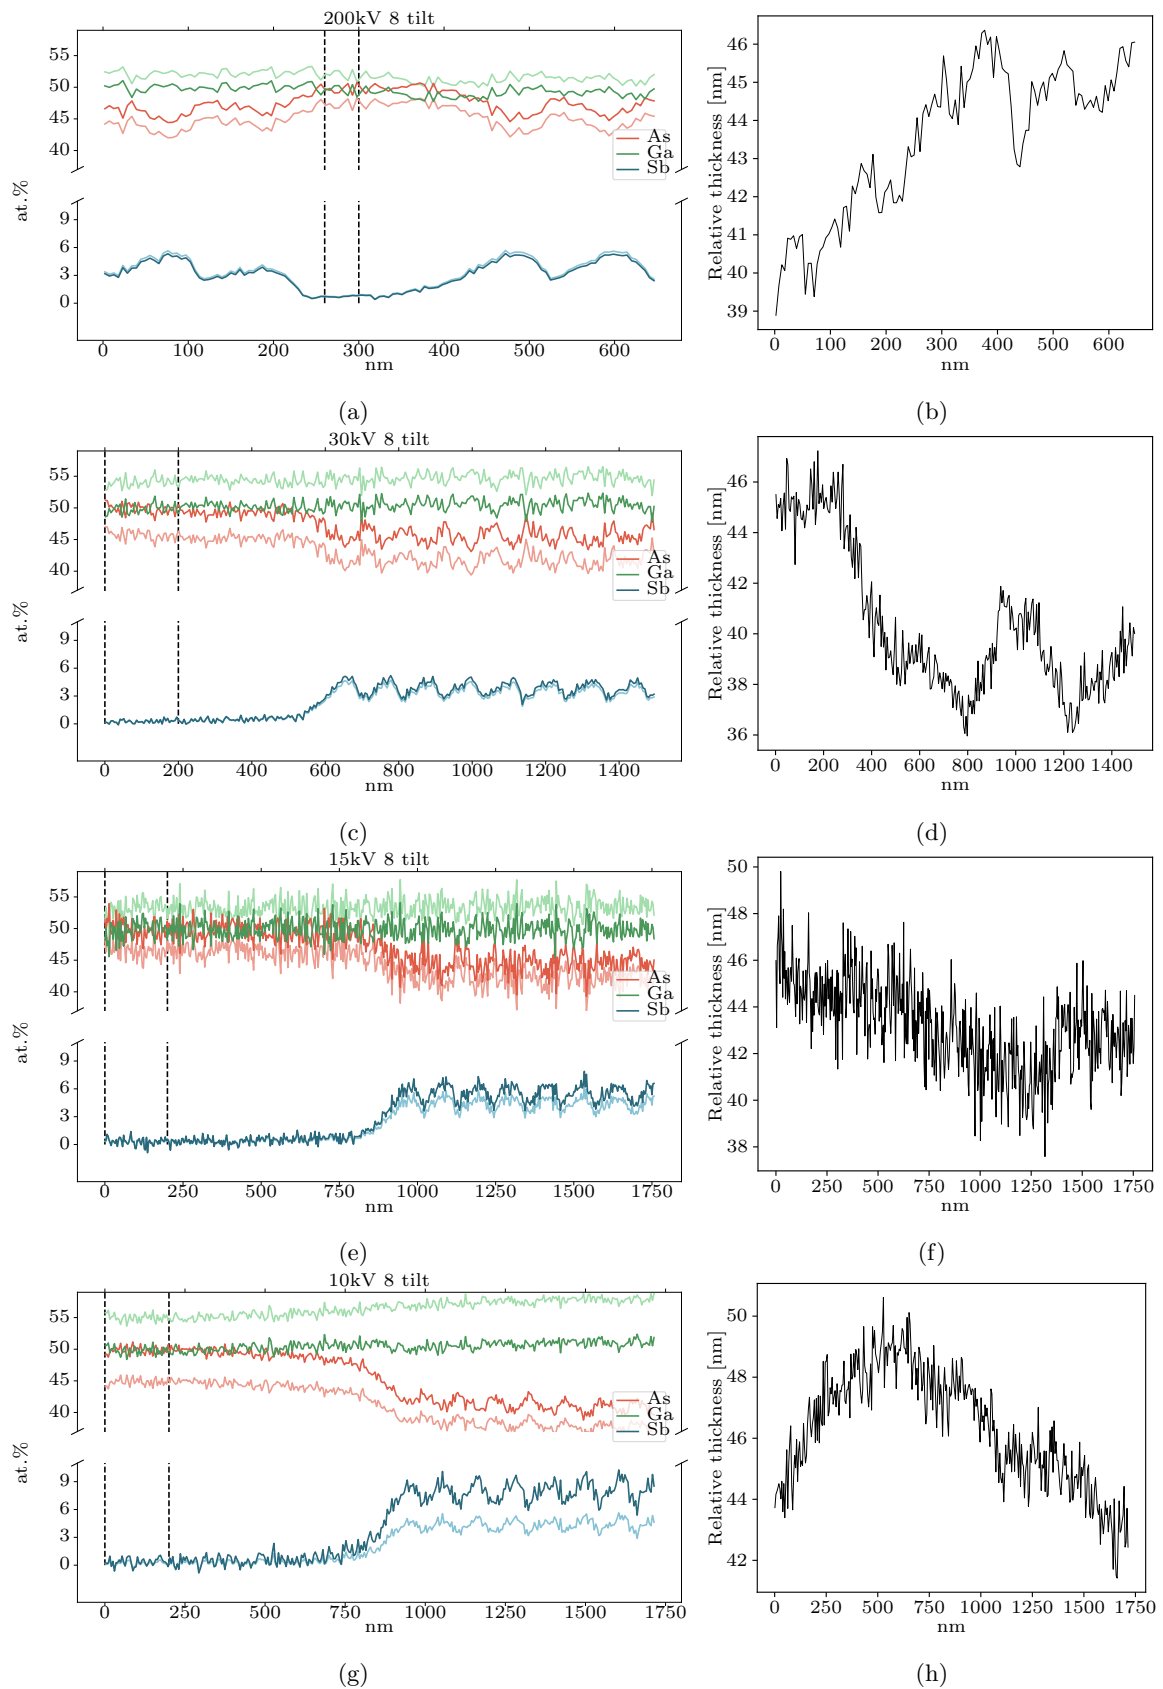 200kV 8 tilt
55
50
45
40
As
Ga
Sb
at.%
9
6
3
0
0 100 200 300 400 500 600
nm
(a)
46
45
44
43
42
41
40
39
Relative thickness [nm]
0 100 200 300 400 500 600
nm
(b)
30kV 8 tilt
55
50
45
40
As
Ga
Sb
at.%
9
6
3
0
0 200 400 600 800 1000 1200 1400
nm
(c)
46
44
42
40
38
36
Relative thickness [nm]
0 200 400 600 800 1000 1200 1400
nm
(d)
15kV 8 tilt
55
50
45
40
As
Ga
Sb
at.%
9
6
3
0
0 250 500 750 1000 1250 1500 1750
nm
(e)
50
48
46
44
42
40
38
Relative thickness [nm]
0 250 500 750 1000 1250 1500 1750
nm
(f)
10kV 8 tilt
55
50
45
40
As
Ga
Sb
at.%
9
6
3
0
0 250 500 750 1000 1250 1500 1750
nm
(g)
50
48
46
44
42
Relative thickness [nm]
0 250 500 750 1000 1250 1500 1750
nm
(h)